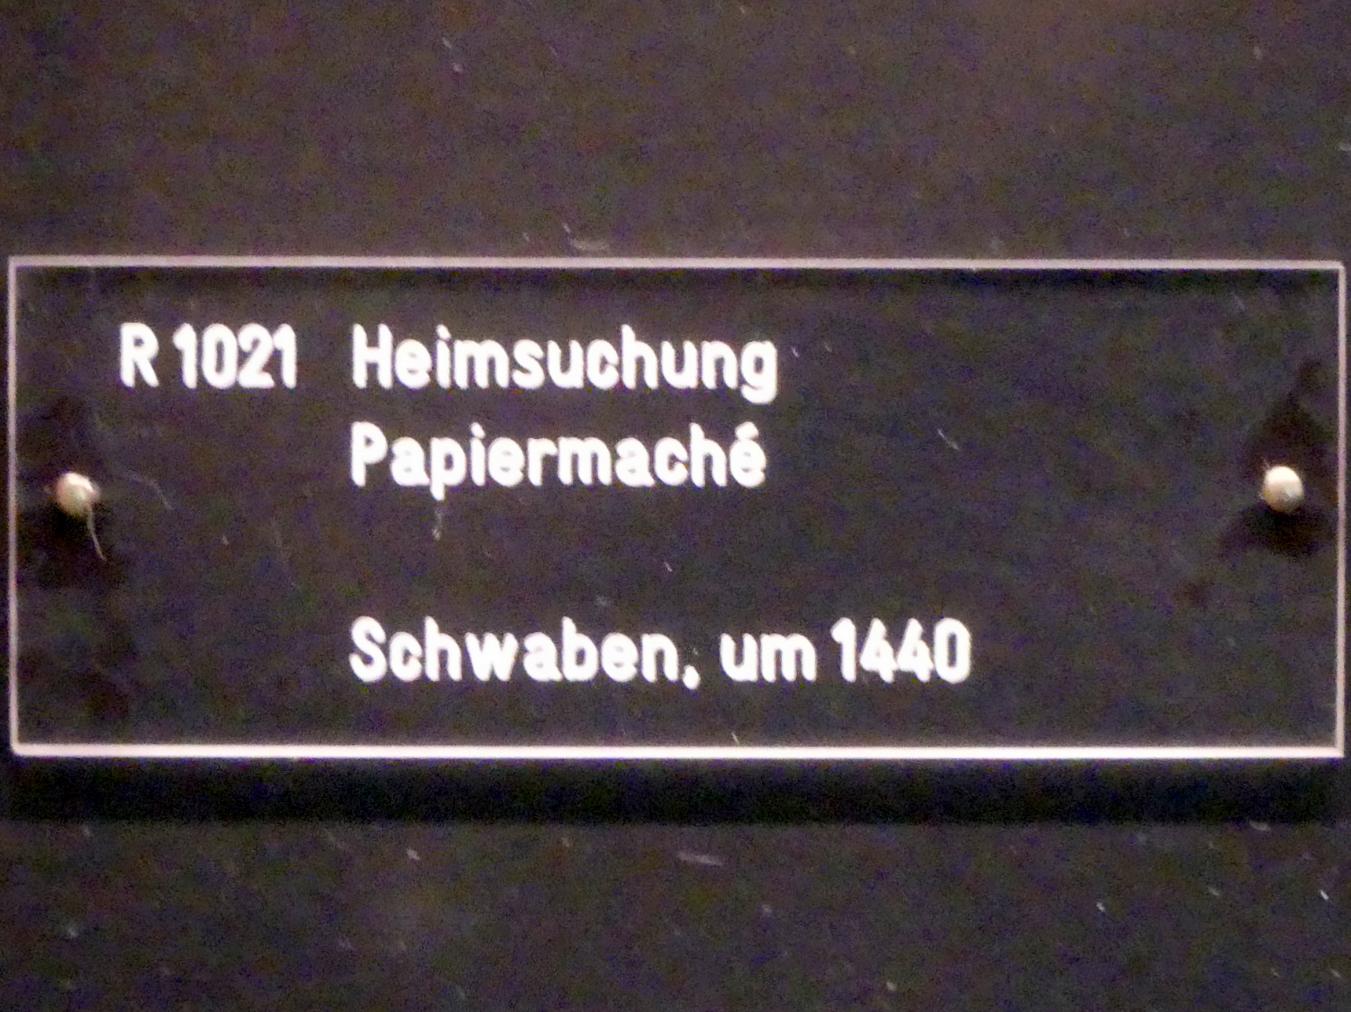 R 1021 Heimsuchung
Papiermaché
Schwaben, um 1440